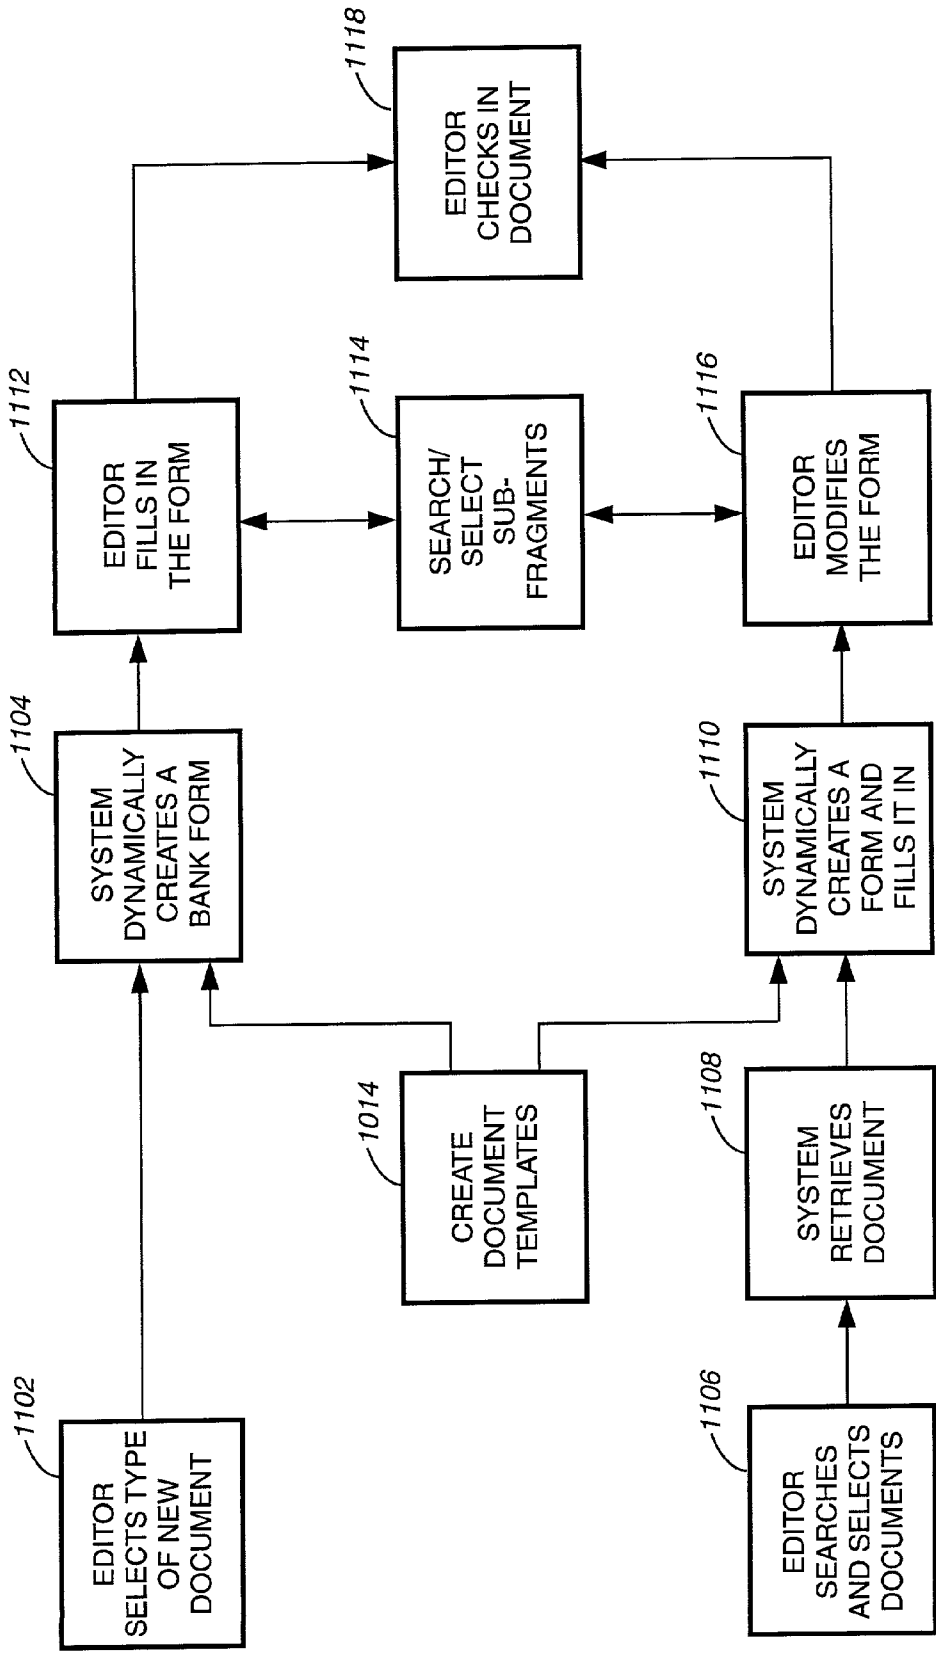 1102
EDITOR
SELECTS TYPE
OF NEW
DOCUMENT
1104
SYSTEM
DYNAMICALLY
CREATES A
BANK FORM
1112
EDITOR
FILLS IN
THE FORM
1014
CREATE
DOCUMENT
TEMPLATES
1114
SEARCH/
SELECT
SUB-
FRAGMENTS
1118
EDITOR
CHECKS IN
DOCUMENT
1106
EDITOR
SEARCHES
AND SELECTS
DOCUMENTS
1108
SYSTEM
RETRIEVES
DOCUMENT
1110
SYSTEM
DYNAMICALLY
CREATES A
FORM AND
FILLS IT IN
1116
EDITOR
MODIFIES
THE FORM